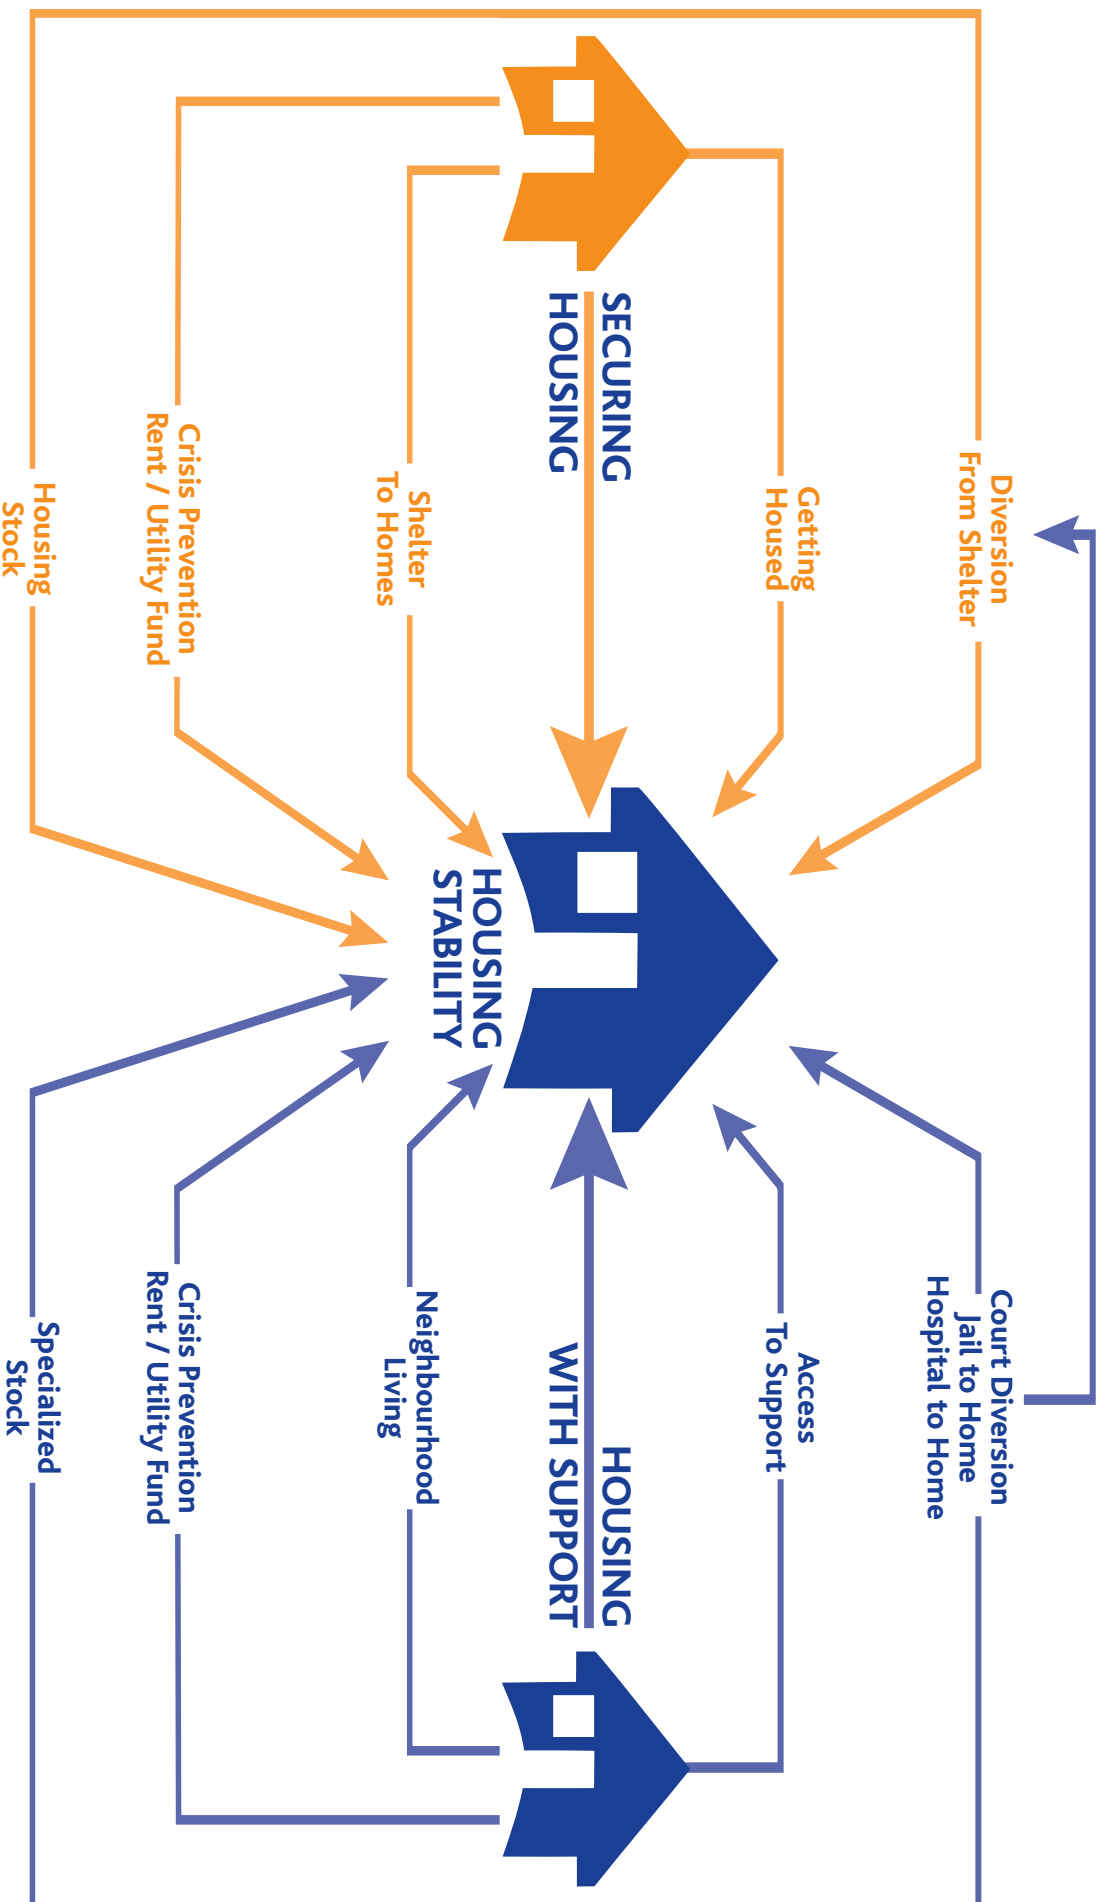 Diversion
From Shelter
Court Diversion
Jail to Home
Hospital to Home
Getting
Housed
Access
To Support
SECURING
HOUSING
HOUSING
WITH SUPPORT
HOUSING
STABILITY
Shelter
To Homes
Neighbourhood
Living
Crisis Prevention
Rent / Utility Fund
Crisis Prevention
Rent / Utility Fund
Housing
Stock
Specialized
Stock